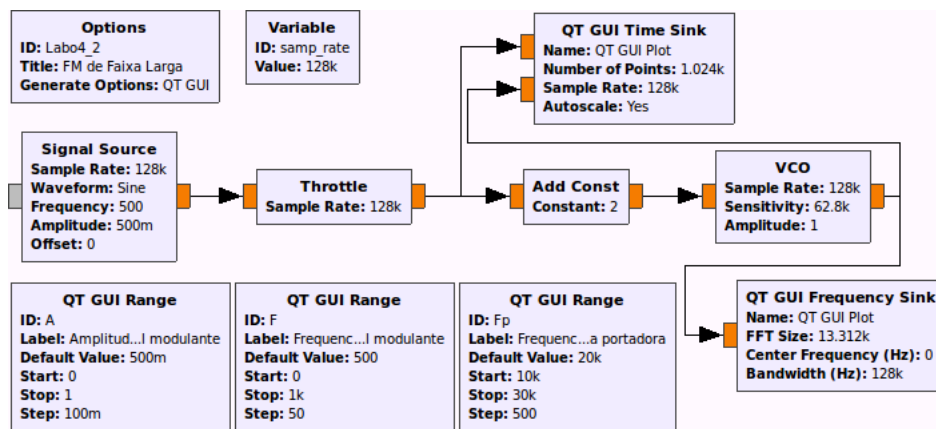 Options
ID: Labo4_2
Title: FM de Faixa Larga
Generate Options: QT GUI
Variable
ID: samp_rate
Value: 128k
QT GUI Time Sink
Name: QT GUI Plot
Number of Points: 1.024k
Sample Rate: 128k
Autoscale: Yes
Signal Source
Sample Rate: 128k
Waveform: Sine
Frequency: 500
Amplitude: 500m
Offset: 0
Throttle
Sample Rate: 128k
Add Const
Constant: 2
VCO
Sample Rate: 128k
Sensitivity: 62.8k
Amplitude: 1
QT GUI Range
ID: A
Label: Amplitud...l modulante
Default Value: 500m
Start: 0
Stop: 1
Step: 100m
QT GUI Range
ID: F
Label: Frequenc...l modulante
Default Value: 500
Start: 0
Stop: 1k
Step: 50
QT GUI Range
ID: Fp
Label: Frequenc...a portadora
Default Value: 20k
Start: 10k
Stop: 30k
Step: 500
QT GUI Frequency Sink
Name: QT GUI Plot
FFT Size: 13.312k
Center Frequency (Hz): 0
Bandwidth (Hz): 128k